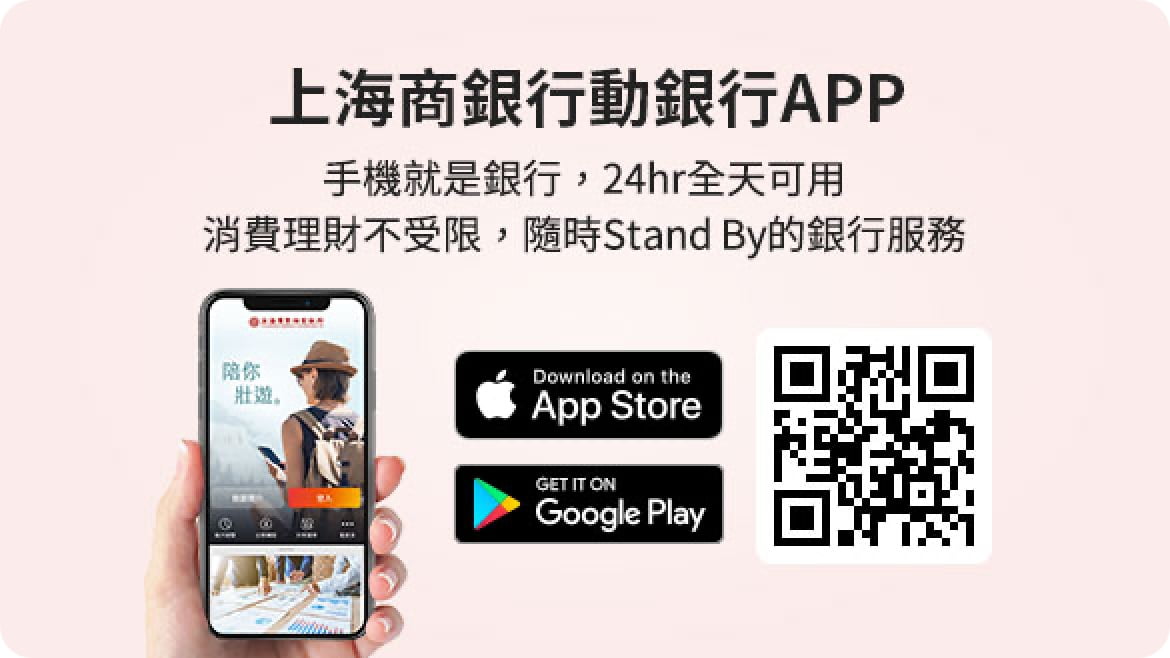 上海商銀行動銀行APP
手機就是銀行，24hr全天可用
消費理財不受限，隨時Stand By的銀行服務
陪你
壯遊。
登入
Download on the
App Store
GET IT ON
Google Play